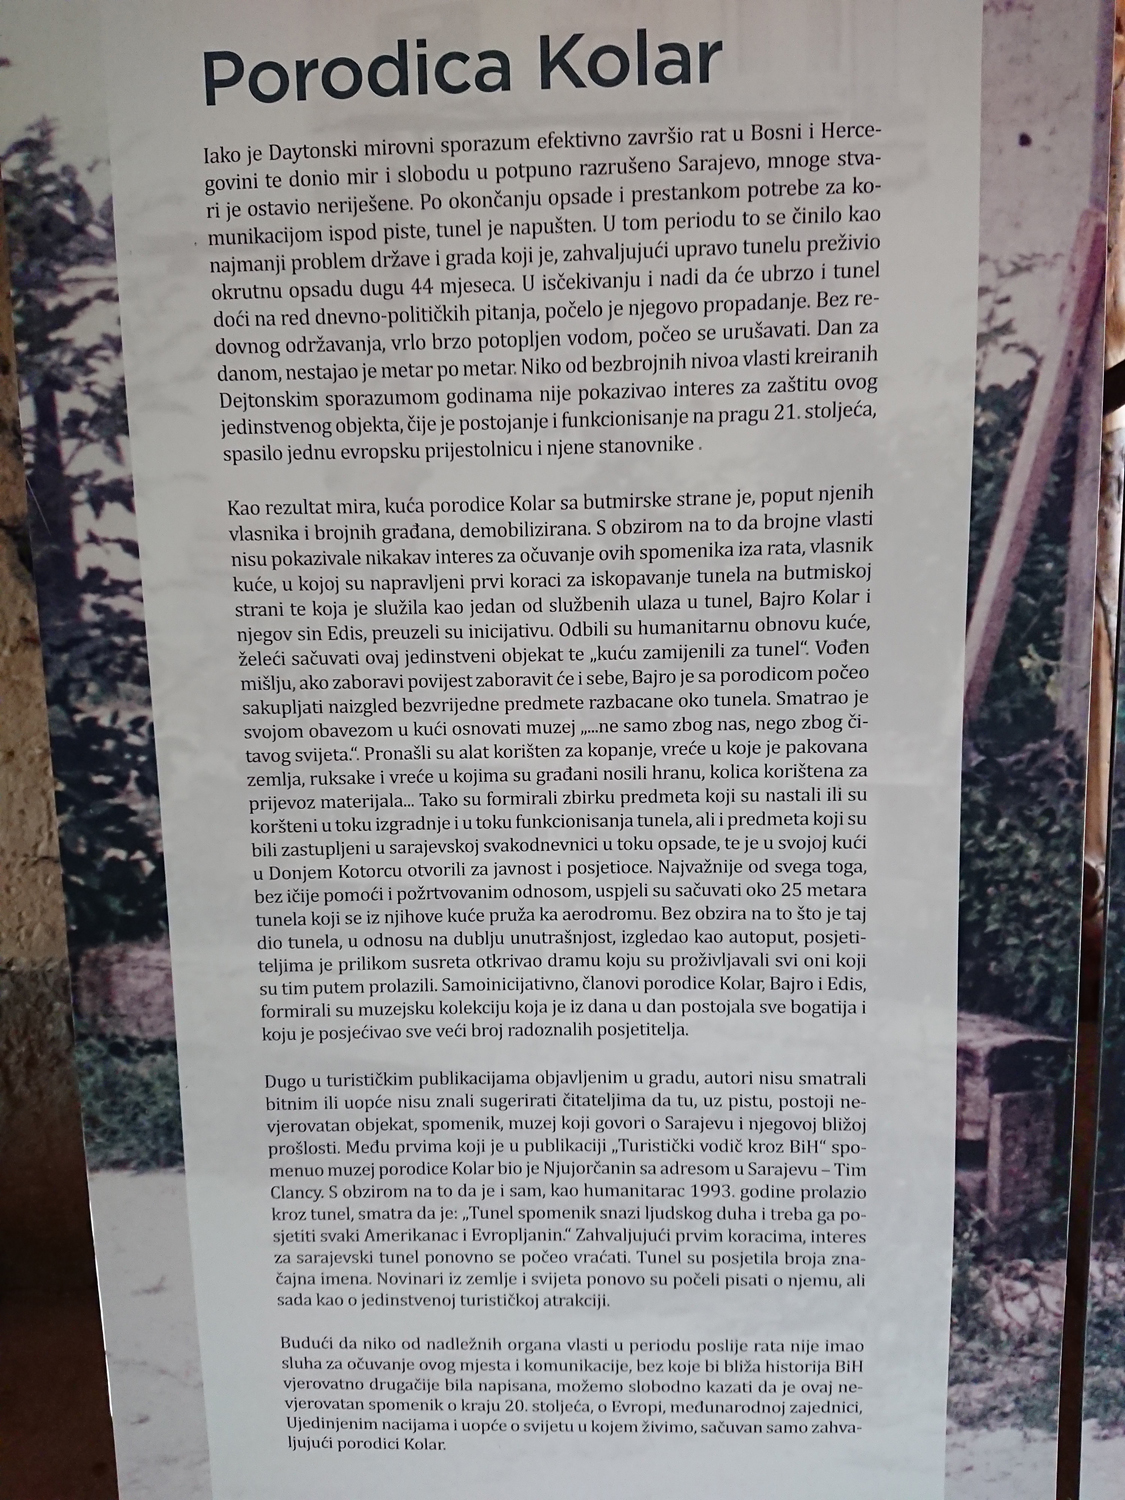 Porodica Kolar
Iako je Daytonski mirovni sporazum efektivno završio rat u Bosni i Herce-
govini te donio mir i slobodu u potpuno razrušeno Sarajevo, mnoge stva-
ri je ostavio neriješene. Po okončanju opsade i prestankom potrebe za ko-
munikacijom ispod piste, tunel je napušten. U tom periodu to se činilo kao
najmanji problem države i grada koji je, zahvaljujući upravo tunelu preživio
okrutnu opsadu dugu 44 mjeseca. U isčekivanju i nadi da će ubrzo i tunel
doći na red dnevno-političkih pitanja, počelo je njegovo propadanje. Bez re-
dovnog održavanja, vrlo brzo potopljen vodom, počeo se urušavati. Dan za
danom, nestajao je metar po metar. Niko od bezbrojnih nivoa vlasti kreiranih
Dejtonskim sporazumom godinama nije pokazivao interes za zaštitu ovog
jedinstvenog objekta, čije je postojanje i funkcionisanje na pragu 21. stoljeća,
spasilo jednu evropsku prijestolnicu i njene stanovnike .
Kao rezultat mira, kuća porodice Kolar sa butmirske strane je, poput njenih
vlasnika i brojnih građana, demobilizirana. S obzirom na to da brojne vlasti
nisu pokazivale nikakav interes za očuvanje ovih spomenika iza rata, vlasnik
kuće, u kojoj su napravljeni prvi koraci za iskopavanje tunela na butmiskoj
strani te koja je služila kao jedan od službenih ulaza u tunel, Bajro Kolar i
njegov sin Edis, preuzeli su inicijativu. Odbili su humanitarnu obnovu kuće,
želeći sačuvati ovaj jedinstveni objekat te „kuću zamijenili za tunel“. Vođen
mišlju, ako zaboravi povijest zaboravit će i sebe, Bajro je sa porodicom počeo
sakupljati naizgled bezvrijedne predmete razbacane oko tunela. Smatrao je
svojom obavezom u kući osnovati muzej „...ne samo zbog nas, nego zbog či-
tavog svijeta.“. Pronašli su alat korišten za kopanje, vreće u koje je pakovana
zemlja, ruksake i vreće u kojima su građani nosili hranu, kolica korištena za
prijevoz materijala... Tako su formirali zbirku predmeta koji su nastali ili su
koršteni u toku izgradnje i u toku funkcionisanja tunela, ali i predmeta koji su
bili zastupljeni u sarajevskoj svakodnevnici u toku opsade, te je u svojoj kući
u Donjem Kotorcu otvorili za javnost i posjetioce. Najvažnije od svega toga,
bez ičije pomoći i požrtvovanim odnosom, uspjeli su sačuvati oko 25 metara
tunela koji se iz njihove kuće pruža ka aerodromu. Bez obzira na to što je taj
dio tunela, u odnosu na dublju unutrašnjost, izgledao kao autoput, posjeti-
teljima je prilikom susreta otkrivao dramu koju su proživljavali svi oni koji
su tim putem prolazili. Samoinicijativno, članovi porodice Kolar, Bajro i Edis,
formirali su muzejsku kolekciju koja je iz dana u dan postojala sve bogatija i
koju je posjećivao sve veći broj radoznalih posjetitelja.
Dugo u turističkim publikacijama objavljenim u gradu, autori nisu smatrali
bitnim ili uopće nisu znali sugerirati čitateljima da tu, uz pistu, postoji ne-
vjerovatan objekat, spomenik, muzej koji govori o Sarajevu i njegovoj bližoj
prošlosti. Među prvima koji je u publikaciji „Turistički vodič kroz BiH“ spo-
menuo muzej porodice Kolar bio je Njujorčanin sa adresom u Sarajevu – Tim
Clancy. S obzirom na to da je i sam, kao humanitarac 1993. godine prolazio
kroz tunel, smatra da je: „Tunel spomenik snazi ljudskog duha i treba ga po-
sjetiti svaki Amerikanac i Evropljanin.“ Zahvaljujući prvim koracima, interes
za sarajevski tunel ponovno se počeo vraćati. Tunel su posjetila broja zna-
čajna imena. Novinari iz zemlje i svijeta ponovo su počeli pisati o njemu, ali
sada kao o jedinstvenoj turističkoj atrakciji.
Budući da niko od nadležnih organa vlasti u periodu poslije rata nije imao
sluha za očuvanje ovog mjesta i komunikacije, bez koje bi bliža historija BiH
vjerovatno drugačije bila napisana, možemo slobodno kazati da je ovaj ne-
vjerovatan spomenik o kraju 20. stoljeća, o Evropi, međunarodnoj zajednici,
Ujedinjenim nacijama i uopće o svijetu u kojem živimo, sačuvan samo zahva-
ljujući porodici Kolar.